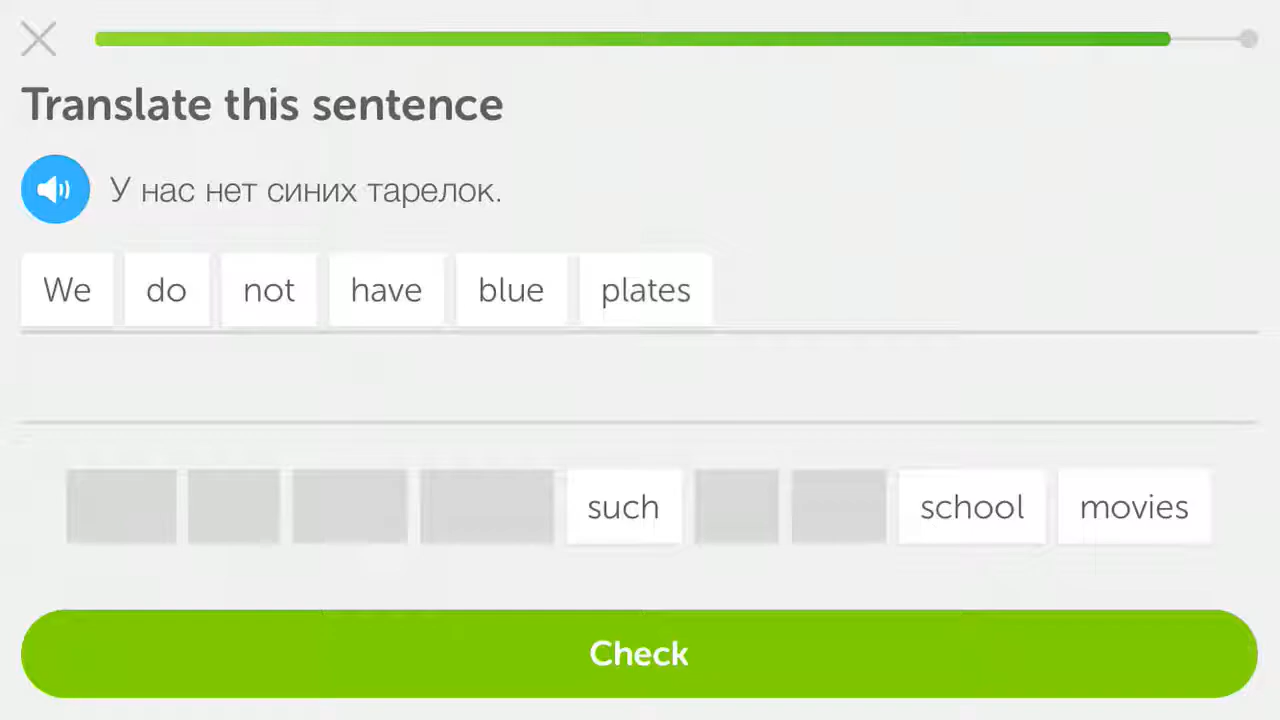 Translate this sentence
У нас нет синих тарелок.
We do not have blue plates
such school movies
Check